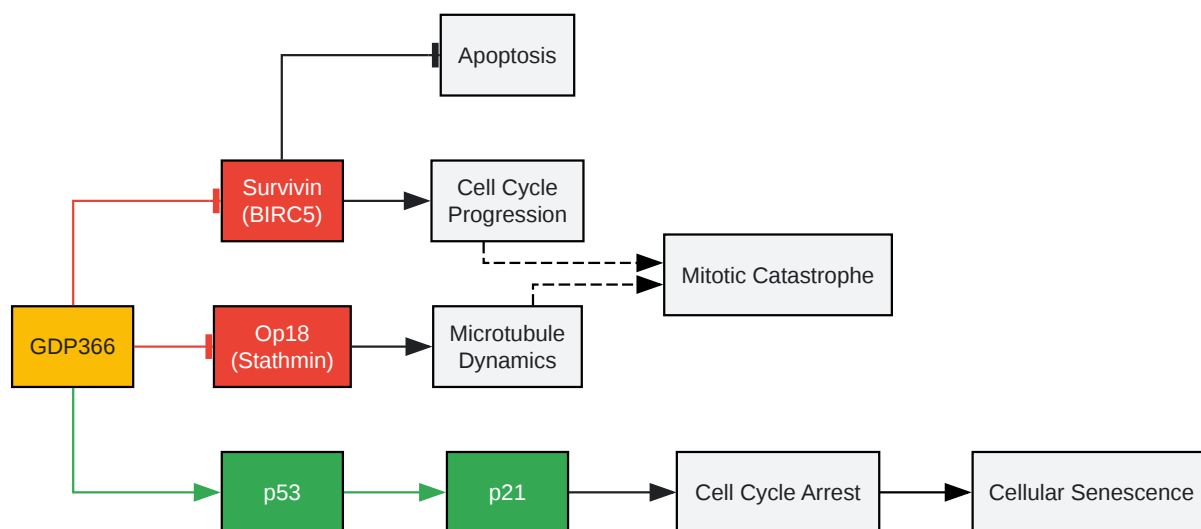 Apoptosis
Survivin
(BIRC5)
Cell Cycle
Progression
Mitotic Catastrophe
GDP366
Op18
(Stathmin)
Microtubule
Dynamics
p53
p21
Cell Cycle Arrest
Cellular Senescence